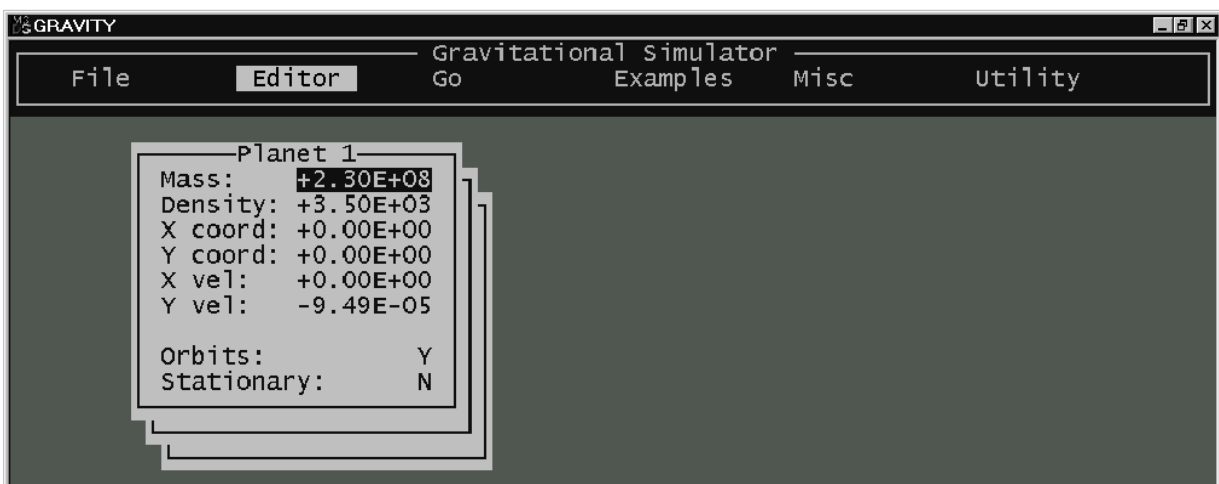 GRAVITY
Gravitational Simulator
File Editor Go Examples Misc Utility
Planet 1
Mass: +2.30E+08
Density: +3.50E+03
X coord: +0.00E+00
Y coord: +0.00E+00
X vel: +0.00E+00
Y vel: -9.49E-05
Orbits: Y
Stationary: N